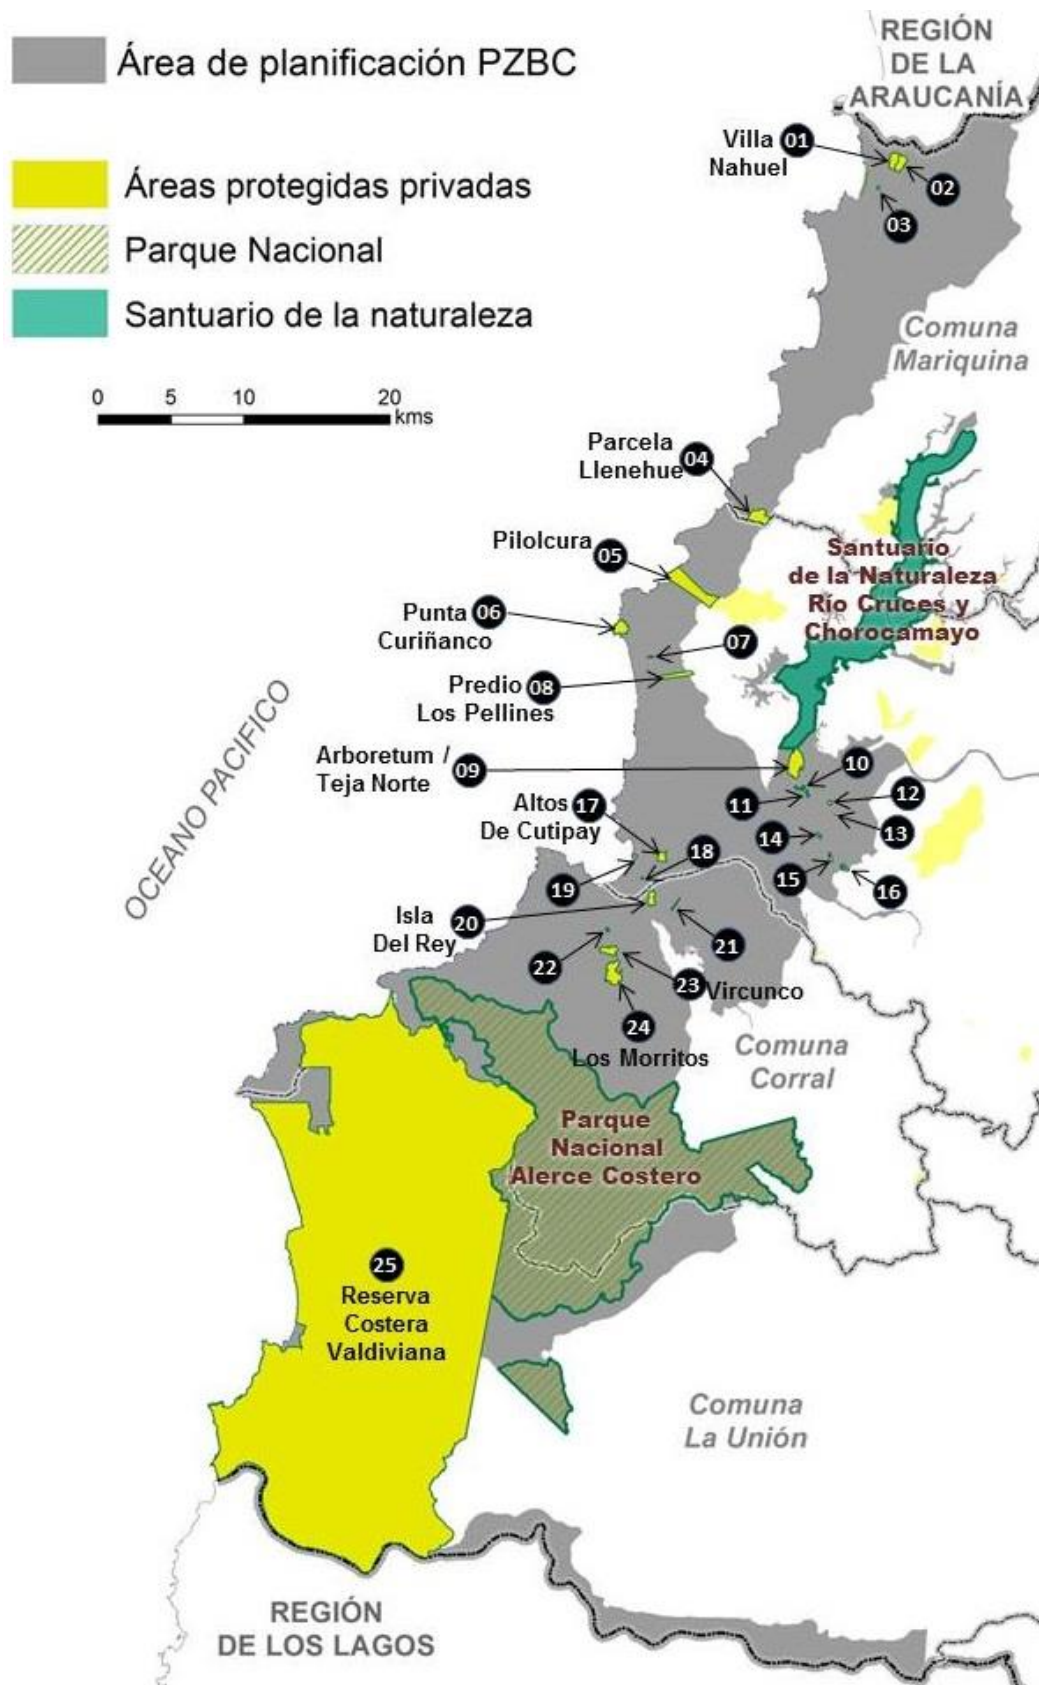 REGIÓN
DE LA
ARAUCANÍA
Área de planificación PZBC
Áreas protegidas privadas
Parque Nacional
Santuario de la naturaleza
0 5 10 20
kms
Villa
Nahuel
01
02
03
Comuna
Mariquina
Parcela
Llenehue
04
Pilolcura
05
Santuario
de la Naturaleza
Río Cruces y
Chorocamayo
Punta
Curiñanco
06
07
Predio
Los Pellines
08
OCEANO PACIFICO
Arboretum /
Teja Norte
09
10
11
12
13
14
15
16
Altos
De Cutipay
17
18
19
Isla
Del Rey
20
21
22
23
Vircunco
24
Los Morritos
Comuna
Corral
Parque
Nacional
Alerce Costero
25
Reserva
Costera
Valdiviana
Comuna
La Unión
REGIÓN
DE LOS LAGOS